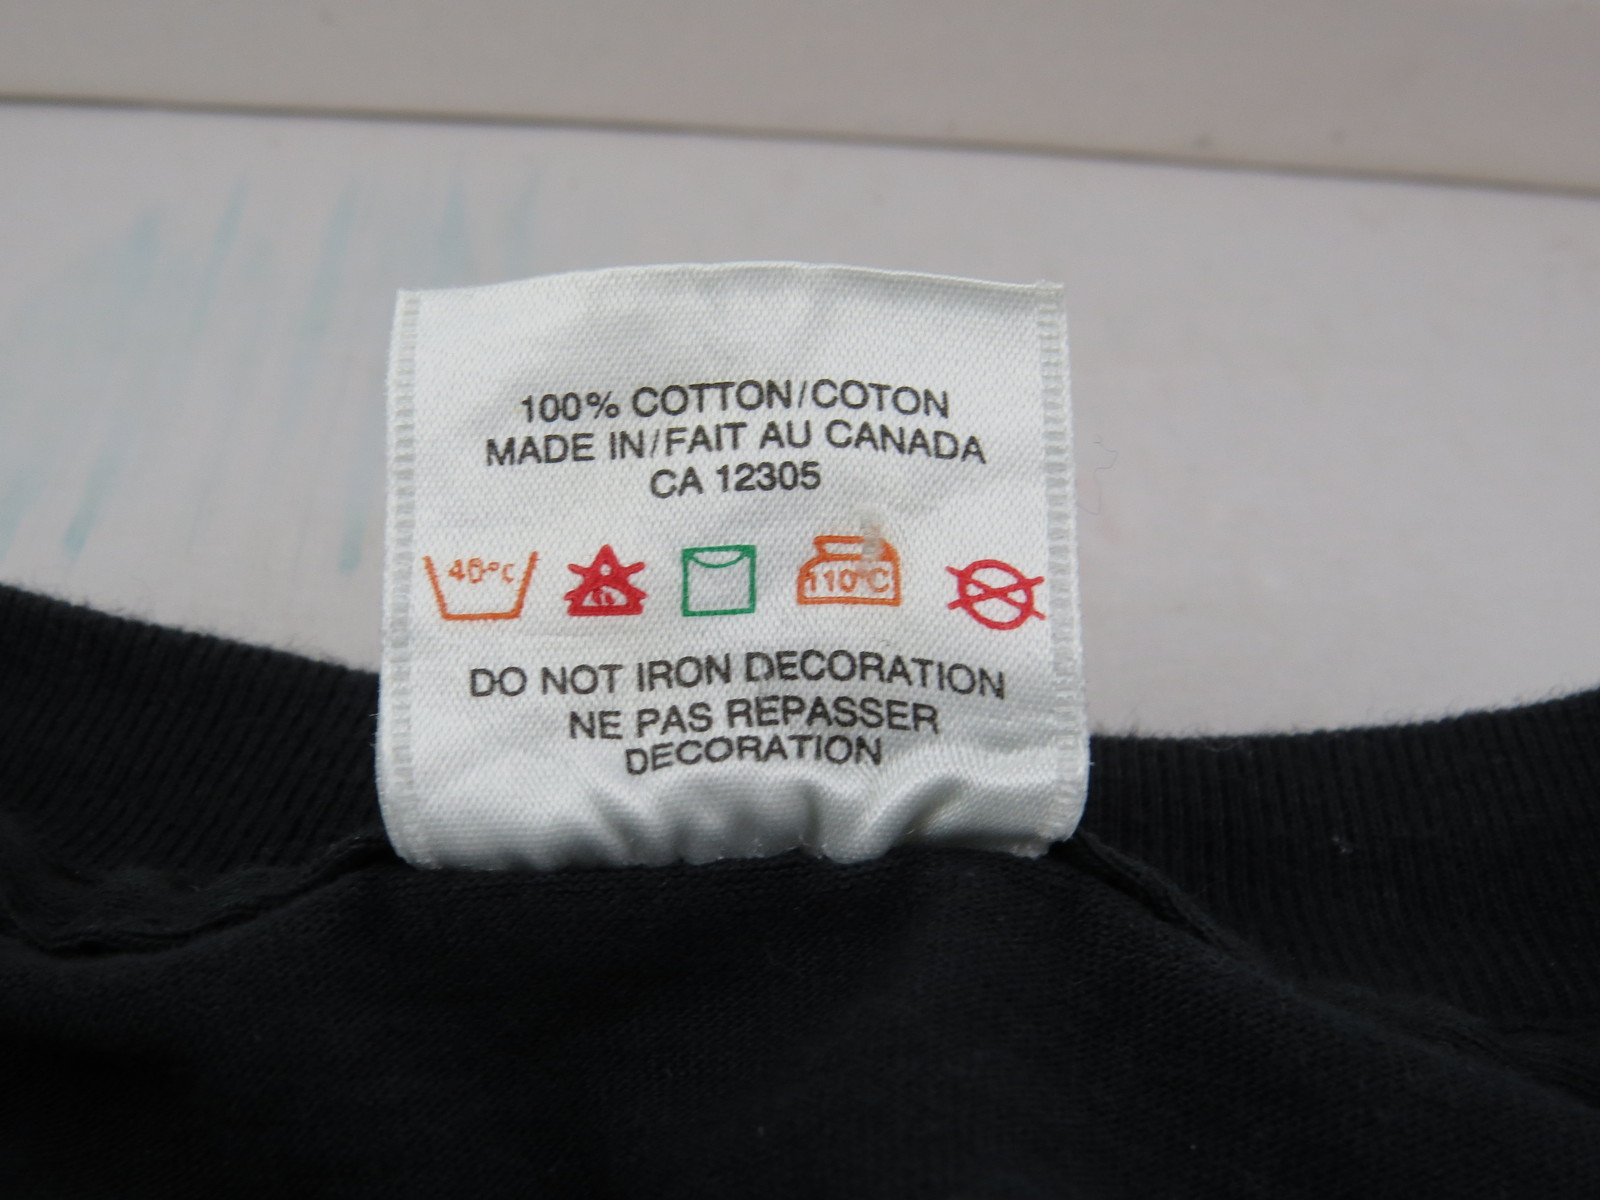 100% COTTON/COTON
MADE IN/FAIT AU CANADA
CA 12305
40°C 110°C
DO NOT IRON DECORATION
NE PAS REPASSER
DECORATION